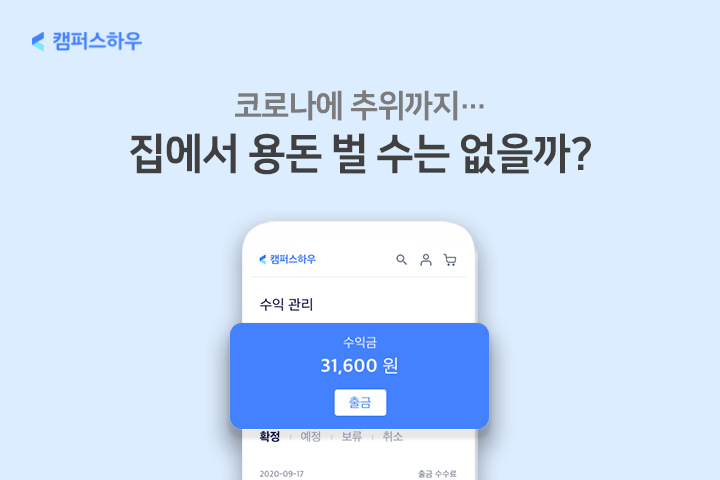 캠퍼스하우
코로나에 추위까지…
집에서 용돈 벌 수는 없을까?
캠퍼스하우
수익 관리
수익금
31,600 원
출금
확정 | 예정 | 보류 | 취소
2020-09-17 출금 수수료